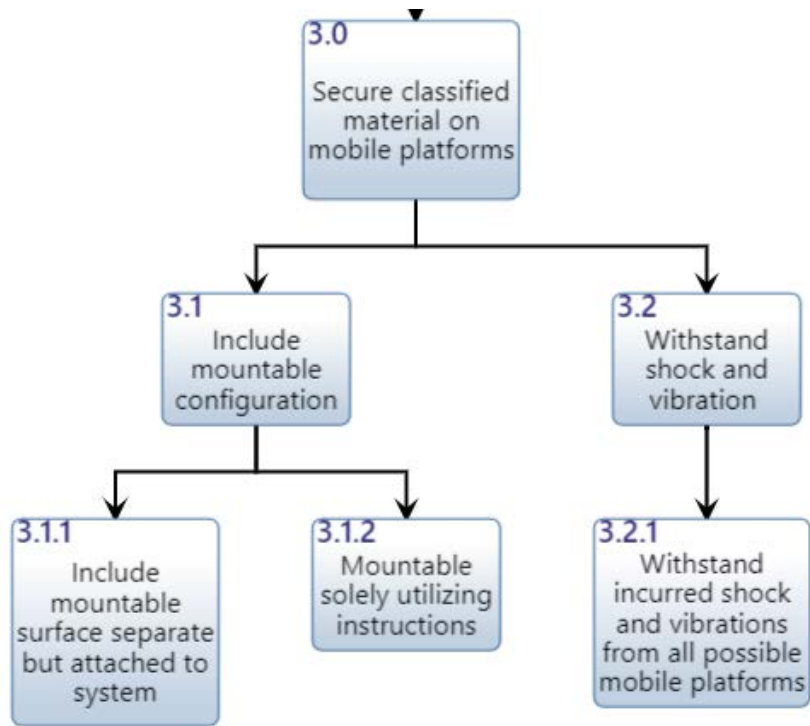 3.0
Secure classified
material on
mobile platforms
3.1
Include
mountable
configuration
3.2
Withstand
shock and
vibration
3.1.1
Include
mountable
surface separate
but attached to
system
3.1.2
Mountable
solely utilizing
instructions
3.2.1
Withstand
incurred shock
and vibrations
from all possible
mobile platforms